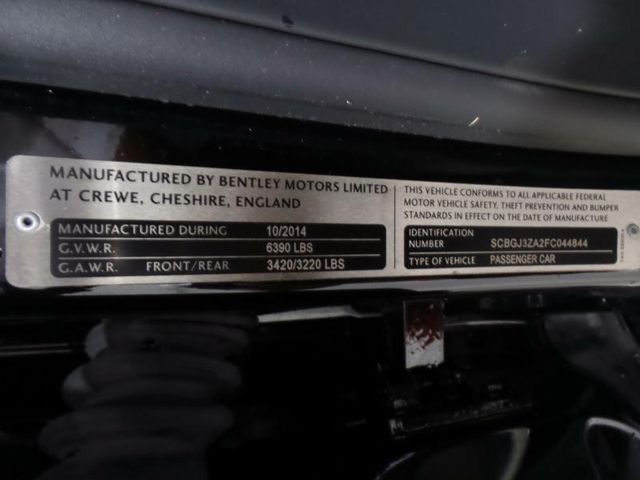 MANUFACTURED BY BENTLEY MOTORS LIMITED
AT CREWE, CHESHIRE, ENGLAND
MANUFACTURED DURING 10/2014
G.V.W.R. 6390 LBS
G.A.W.R. FRONT/REAR 3420/3220 LBS
THIS VEHICLE CONFORMS TO ALL APPLICABLE FEDERAL
MOTOR VEHICLE SAFETY, THEFT PREVENTION AND BUMPER
STANDARDS IN EFFECT ON THE DATE OF MANUFACTURE
IDENTIFICATION
NUMBER SCBGJ3ZA2FC044844
TYPE OF VEHICLE PASSENGER CAR